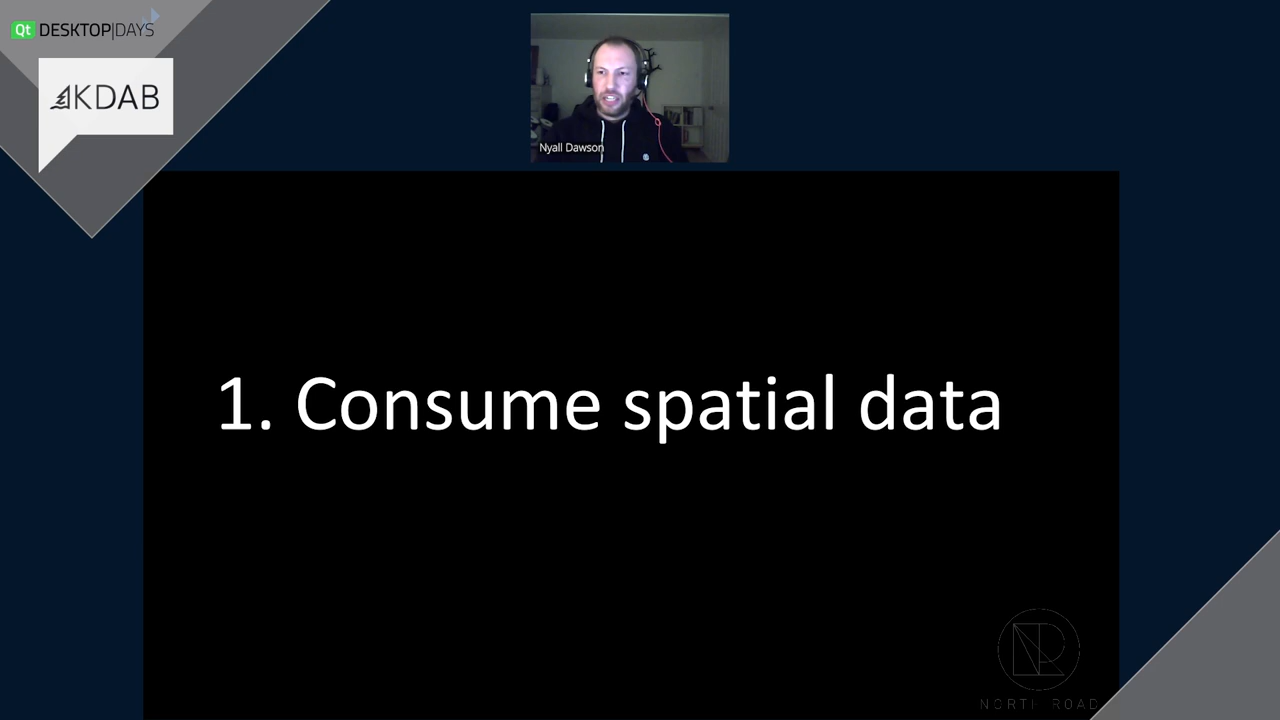 Qt DESKTOP|DAYS
KDAB
Nyall Dawson
1. Consume spatial data
NORTH ROAD